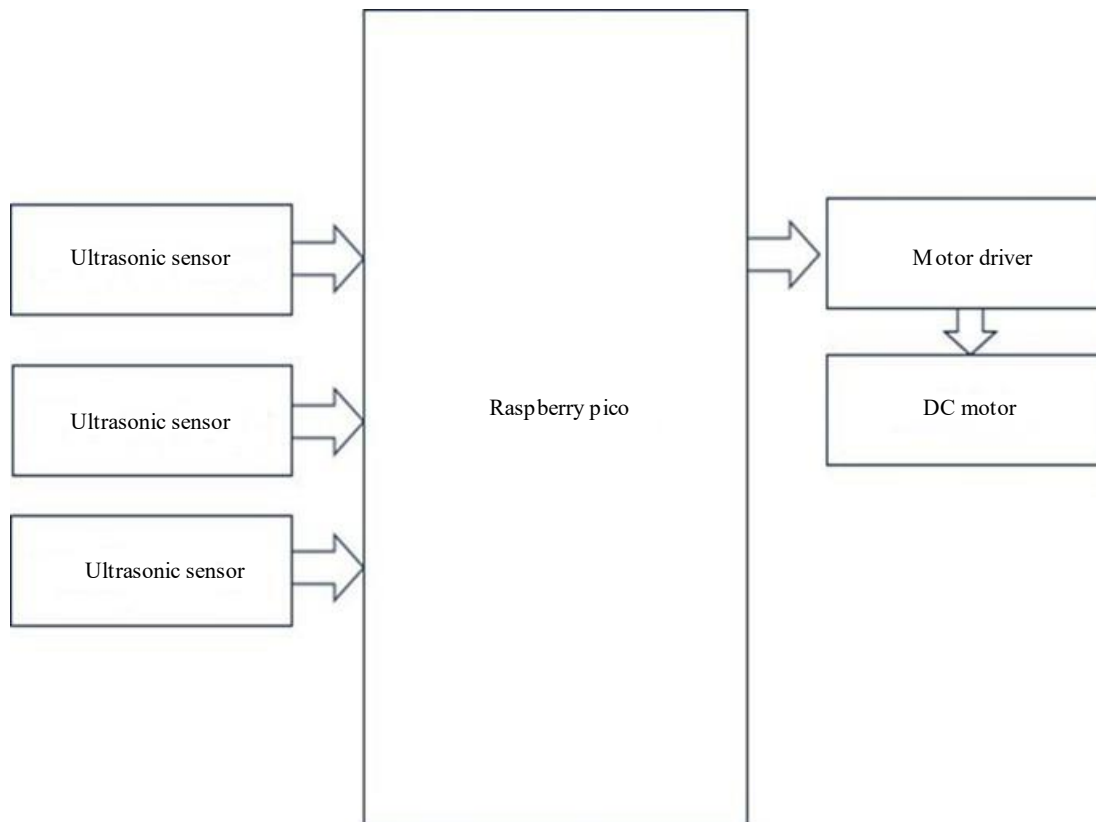 Ultrasonic sensor
Ultrasonic sensor
Ultrasonic sensor
Raspberry pico
Motor driver
DC motor